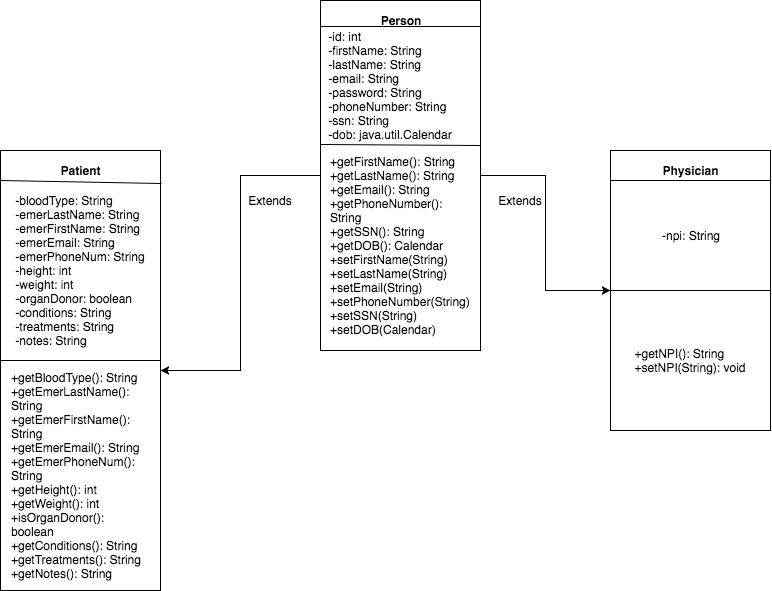 Person
-id: int
-firstName: String
-lastName: String
-email: String
-password: String
-phoneNumber: String
-ssn: String
-dob: java.util.Calendar
+getFirstName(): String
+getLastName(): String
+getEmail(): String
+getPhoneNumber():
String
+getSSN(): String
+getDOB(): Calendar
+setFirstName(String)
+setLastName(String)
+setEmail(String)
+setPhoneNumber(String)
+setSSN(String)
+setDOB(Calendar)
Patient
-bloodType: String
-emerLastName: String
-emerFirstName: String
-emerEmail: String
-emerPhoneNum: String
-height: int
-weight: int
-organDonor: boolean
-conditions: String
-treatments: String
-notes: String
+getBloodType(): String
+getEmerLastName():
String
+getEmerFirstName():
String
+getEmerEmail(): String
+getEmerPhoneNum():
String
+getHeight(): int
+getWeight(): int
+isOrganDonor():
boolean
+getConditions(): String
+getTreatments(): String
+getNotes(): String
Extends
Extends
Physician
-npi: String
+getNPI(): String
+setNPI(String): void